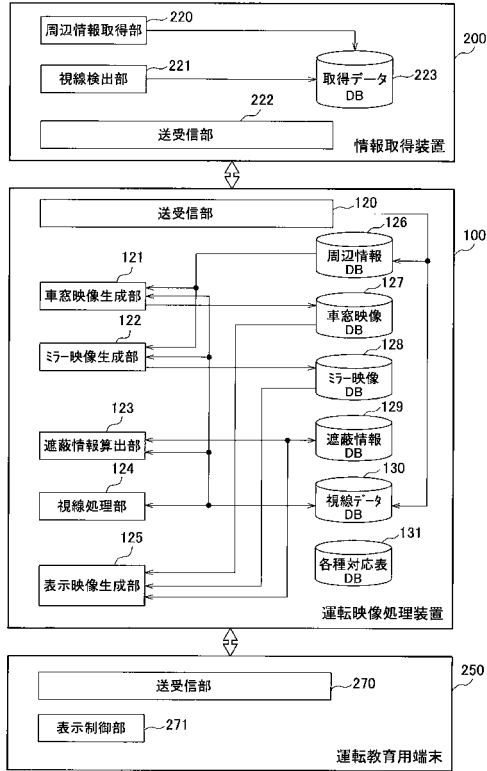 周辺情報取得部
220
200
視線検出部
221
取得データ
DB
223
222
送受信部
情報取得装置
送受信部
120
126
100
周辺情報
DB
121
車窓映像生成部
127
車窓映像
DB
122
ミラー映像生成部
128
ミラー映像
DB
123
遮蔽情報算出部
129
遮蔽情報
DB
124
視線処理部
130
視線データ
DB
125
表示映像生成部
131
各種対応表
DB
運転映像処理装置
送受信部
270
250
表示制御部
271
運転教育用端末